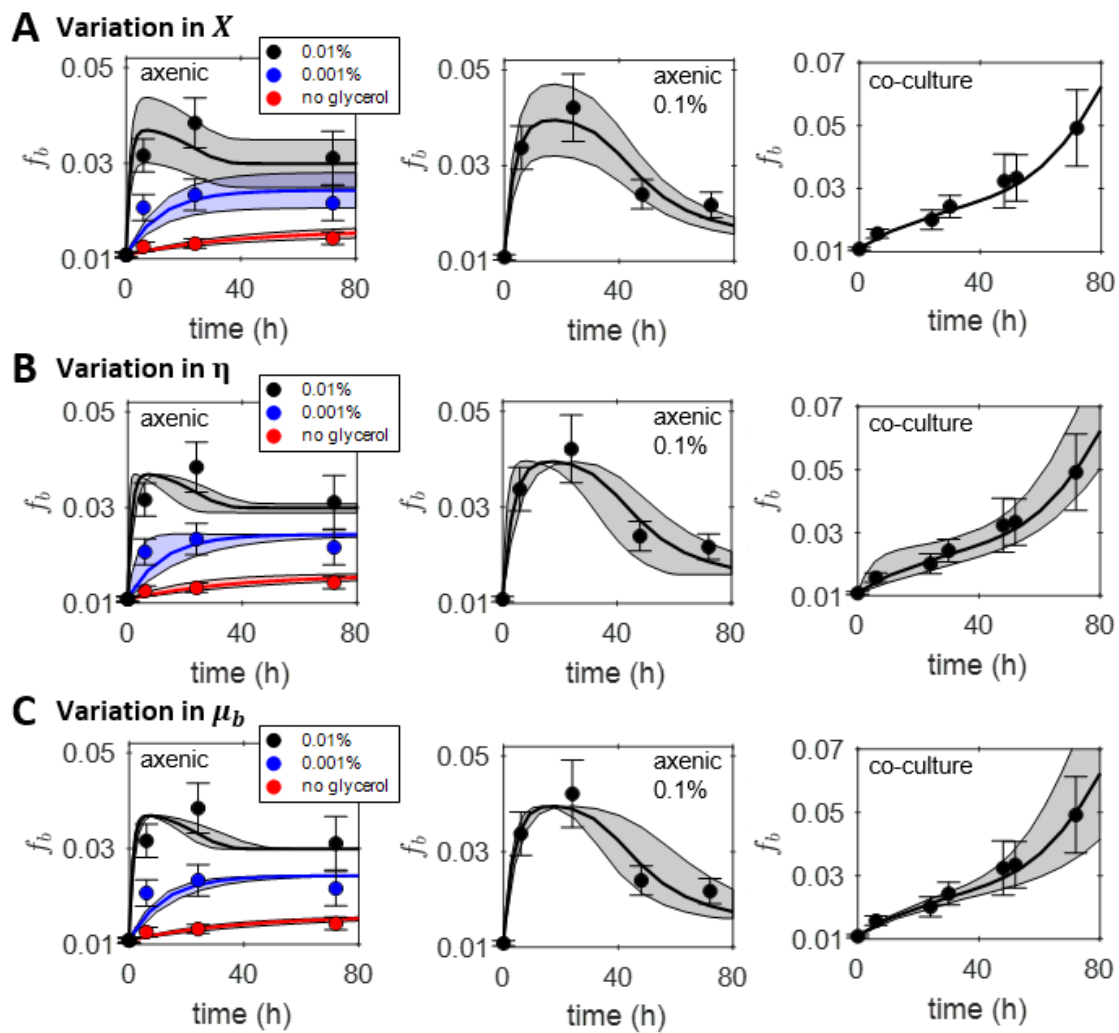 A Variation in X
axenic
0.01%
0.001%
no glycerol
0.05
0.03
0.01
f_b
0 40 80
time (h)
axenic
0.1%
0.05
0.03
0.01
f_b
0 40 80
time (h)
co-culture
0.07
0.05
0.03
0.01
f_b
0 40 80
time (h)
B Variation in η
axenic
0.01%
0.001%
no glycerol
0.05
0.03
0.01
f_b
0 40 80
time (h)
axenic
0.1%
0.05
0.03
0.01
f_b
0 40 80
time (h)
co-culture
0.07
0.05
0.03
0.01
f_b
0 40 80
time (h)
C Variation in μ_b
axenic
0.01%
0.001%
no glycerol
0.05
0.03
0.01
f_b
0 40 80
time (h)
axenic
0.1%
0.05
0.03
0.01
f_b
0 40 80
time (h)
co-culture
0.07
0.05
0.03
0.01
f_b
0 40 80
time (h)